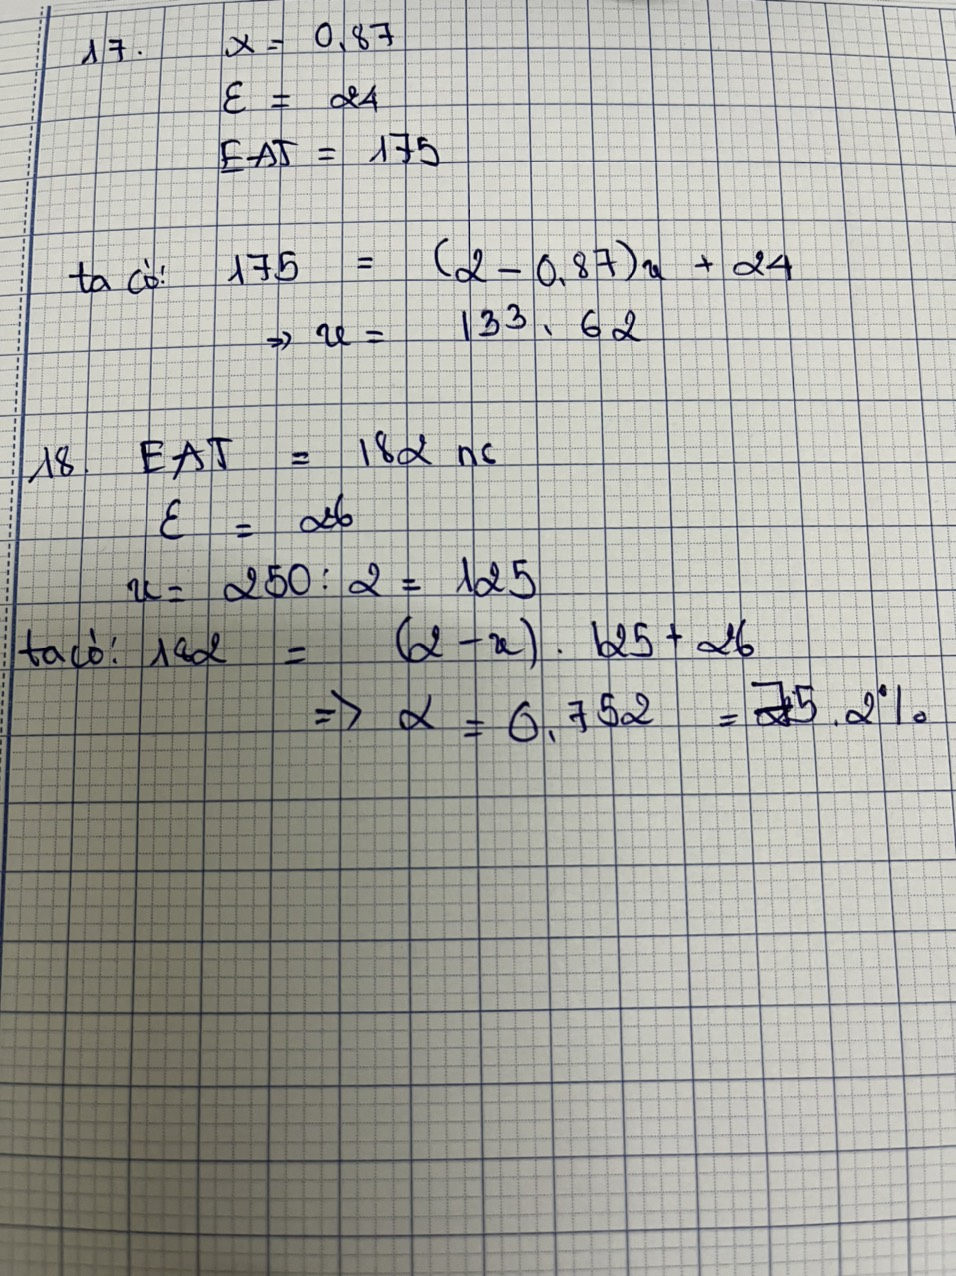 17. x = 0,87
ε = 24
EAT = 175
ta có: 175 = (2 - 0,87)x + 24
=> x = 133,62
18. EAT = 182 ns
ε = 26
x = 250 : 2 = 125
ta có: 182 = (2 - x) . 125 + 26
=> α = 0,752 = 75,2%